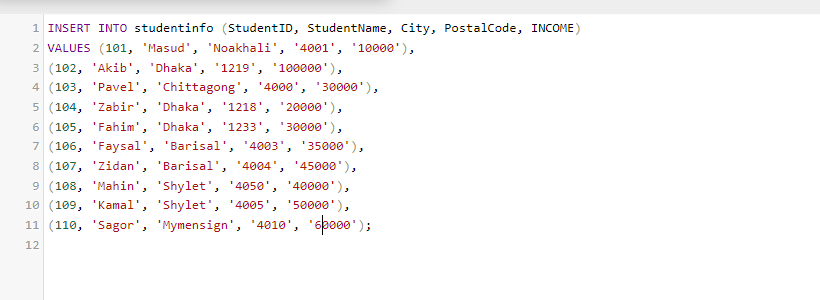 1 INSERT INTO studentinfo (StudentID, StudentName, City, PostalCode, INCOME)
2 VALUES (101, 'Masud', 'Noakhali', '4001', '10000'),
3 (102, 'Akib', 'Dhaka', '1219', '100000'),
4 (103, 'Pavel', 'Chittagong', '4000', '30000'),
5 (104, 'Zabir', 'Dhaka', '1218', '20000'),
6 (105, 'Fahim', 'Dhaka', '1233', '30000'),
7 (106, 'Faysal', 'Barisal', '4003', '35000'),
8 (107, 'Zidan', 'Barisal', '4004', '45000'),
9 (108, 'Mahin', 'Shylet', '4050', '40000'),
10 (109, 'Kamal', 'Shylet', '4005', '50000'),
11 (110, 'Sagor', 'Mymensign', '4010', '60000');
12